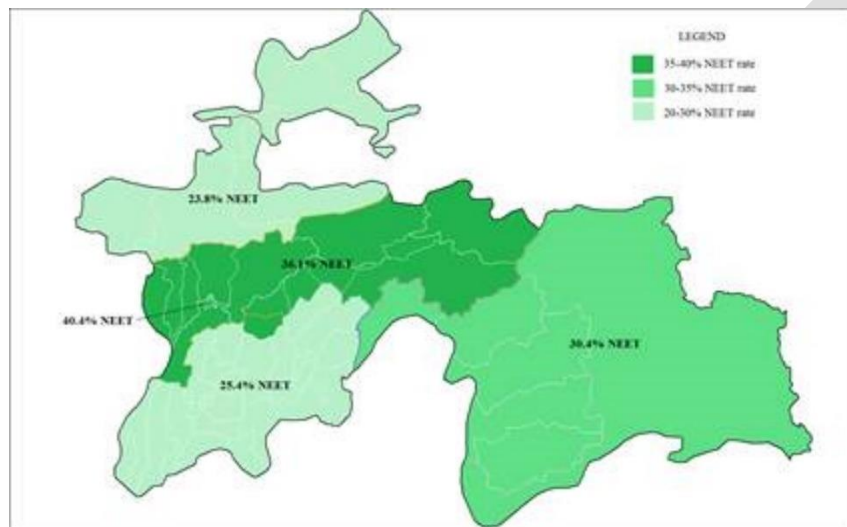 LEGEND
35-40% NEET rate
30-35% NEET rate
20-30% NEET rate
23.8% NEET
36.1% NEET
40.4% NEET
30.4% NEET
25.4% NEET